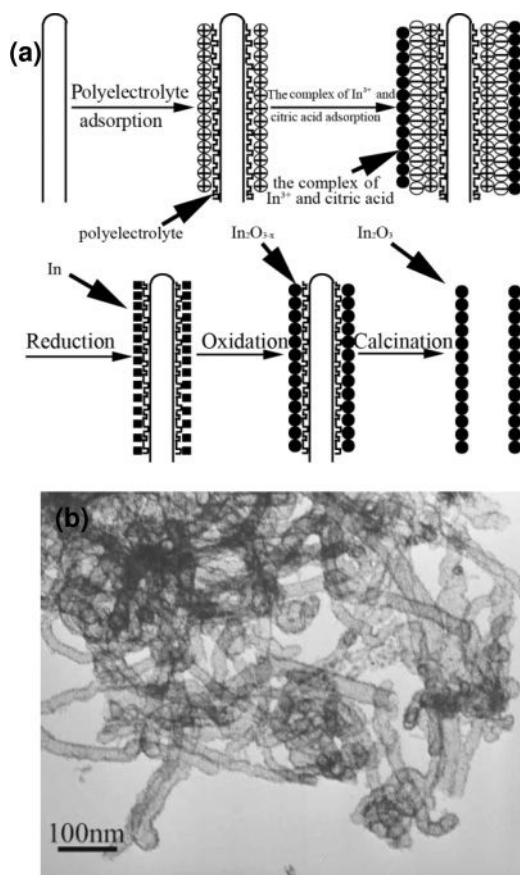 (a)
Polyelectrolyte
adsorption
The complex of In³⁺ and
citric acid adsorption
the complex of
In³⁺ and citric acid
polyelectrolyte
In
In₂O₃₋ₓ
In₂O₃
Reduction
Oxidation
Calcination
(b)
100nm